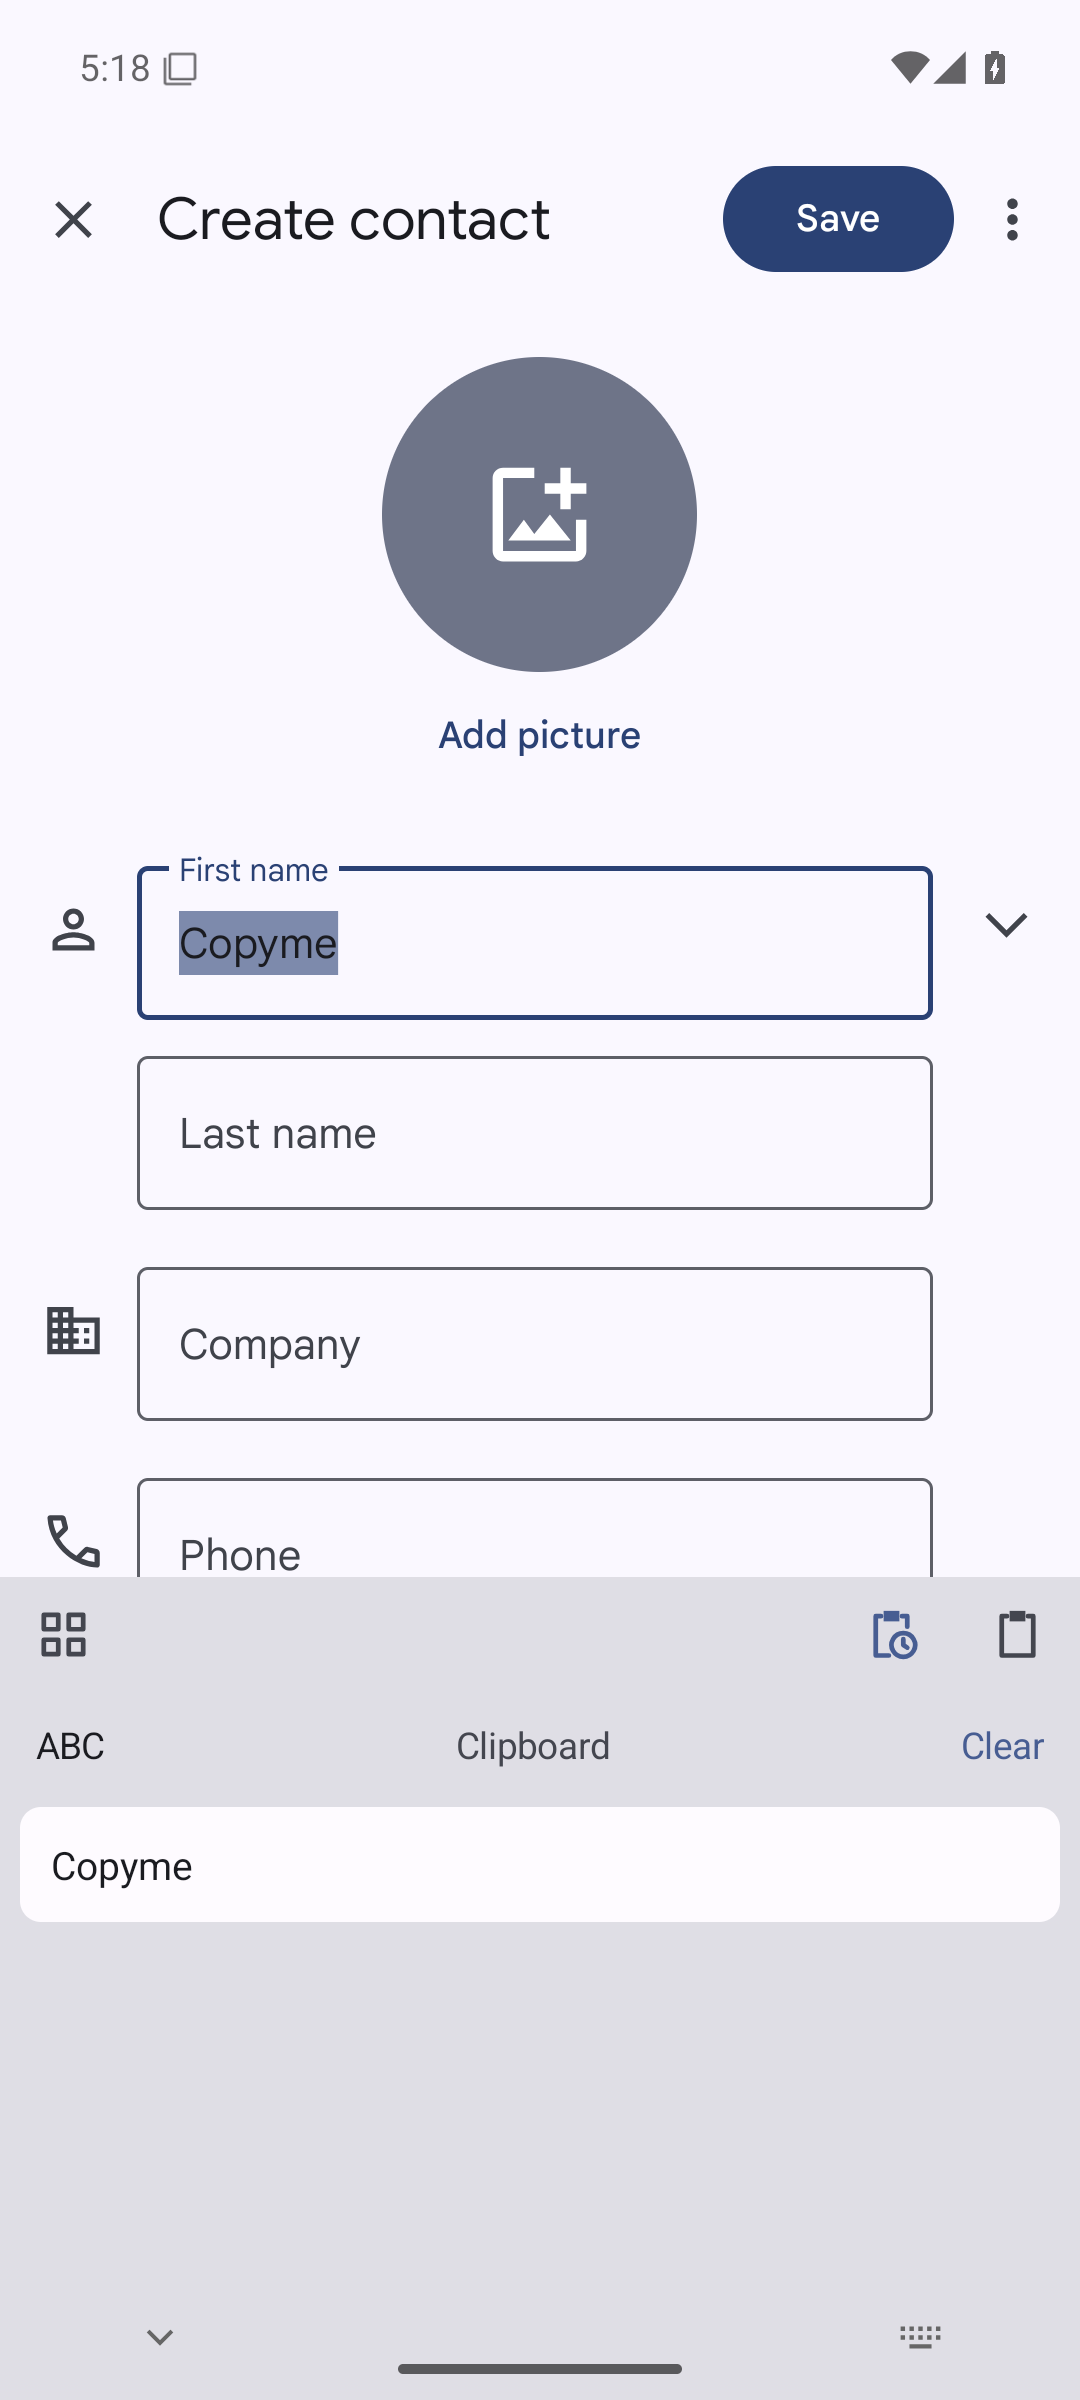 5:18
Create contact
Save
Add picture
First name
Copyme
Last name
Company
Phone
ABC
Clipboard
Clear
Copyme